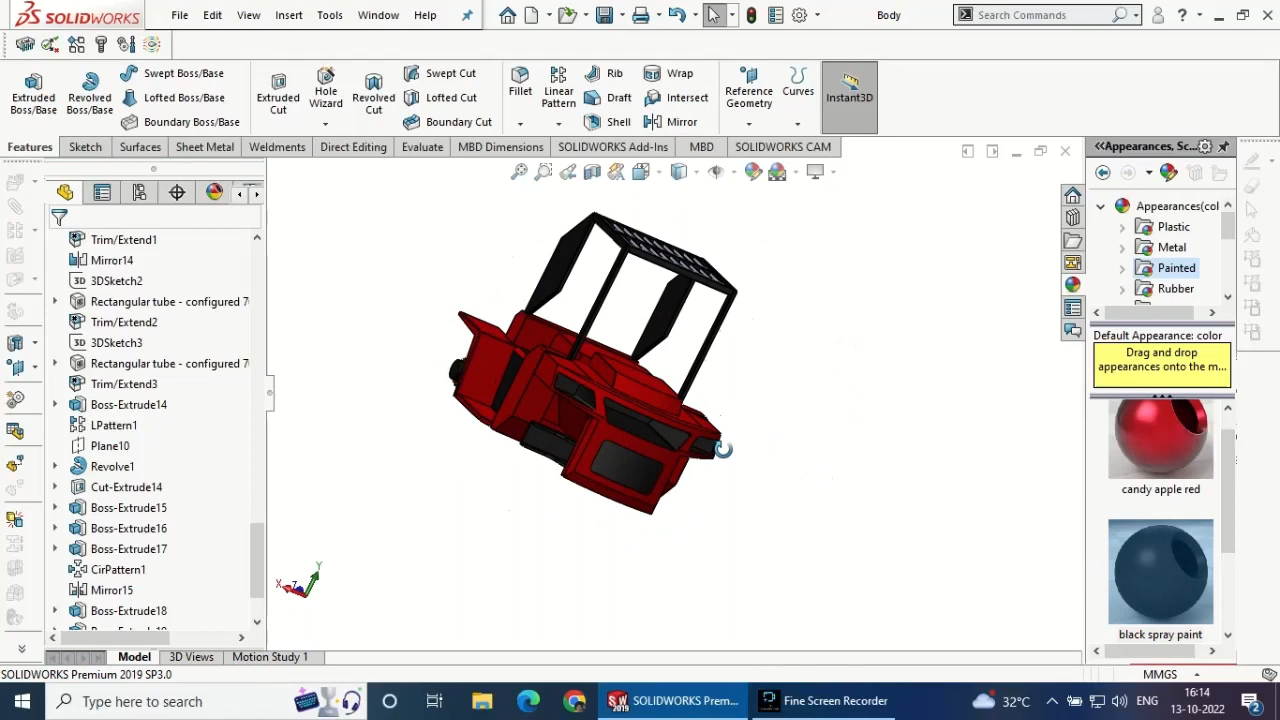 SOLIDWORKS File Edit View Insert Tools Window Help Body Search Commands
Extruded Boss/Base
Revolved Boss/Base
Swept Boss/Base
Lofted Boss/Base
Boundary Boss/Base
Extruded Cut
Hole Wizard
Revolved Cut
Swept Cut
Lofted Cut
Boundary Cut
Fillet
Linear Pattern
Rib
Draft
Shell
Wrap
Intersect
Mirror
Reference Geometry
Curves
Instant3D
Features Sketch Surfaces Sheet Metal Weldments Direct Editing Evaluate MBD Dimensions SOLIDWORKS Add-Ins MBD SOLIDWORKS CAM
Trim/Extend1
Mirror14
3D 3DSketch2
Rectangular tube - configured 7
Trim/Extend2
3D 3DSketch3
Rectangular tube - configured 7
Trim/Extend3
Boss-Extrude14
LPattern1
Plane10
Revolve1
Cut-Extrude14
Boss-Extrude15
Boss-Extrude16
Boss-Extrude17
CirPattern1
Mirror15
Boss-Extrude18
X Y Z
<<Appearances, Sc...
Appearances(col
Plastic
Metal
Painted
Rubber
Default Appearance: color
Drag and drop
appearances onto the m...
candy apple red
black spray paint
Model 3D Views Motion Study 1
SOLIDWORKS Premium 2019 SP3.0 MMGS
Type here to search SOLIDWORKS Prem... Fine Screen Recorder 32°C ENG 16:14
13-10-2022 2